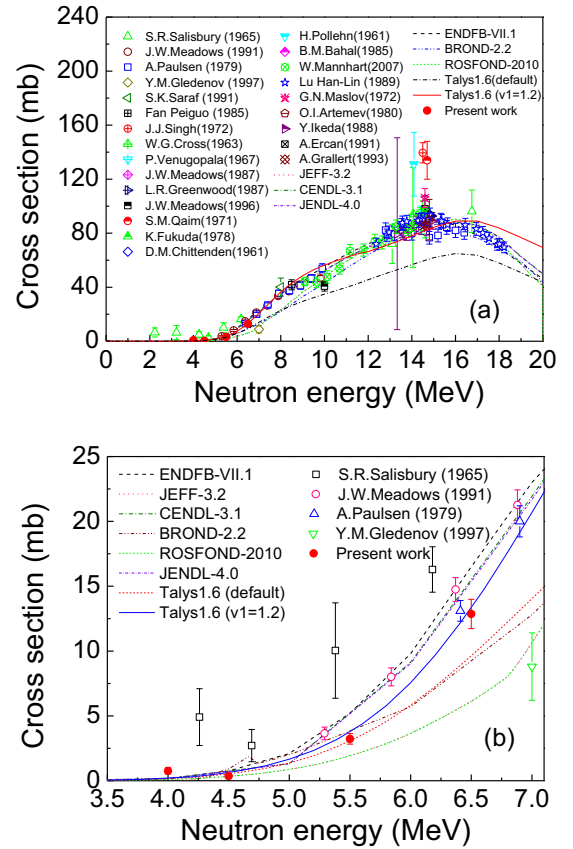 240
200
160
120
80
40
0
Cross section (mb)
S.R.Salisbury (1965)
J.W.Meadows (1991)
A.Paulsen (1979)
Y.M.Gledenov (1997)
S.K.Saraf (1991)
Fan Peiguo (1985)
J.J.Singh (1972)
W.G.Cross(1963)
P.Venugopala(1967)
J.W.Meadows(1987)
L.R.Greenwood(1987)
J.W.Meadows(1996)
S.M.Qaim(1971)
K.Fukuda(1978)
D.M.Chittenden(1961)
H.Pollehn(1961)
B.M.Bahal(1985)
W.Mannhart(2007)
Lu Han-Lin (1989)
G.N.Maslov(1972)
O.I.Artemev(1980)
Y.Ikeda(1988)
A.Ercan(1991)
A.Grallert(1993)
JEFF-3.2
CENDL-3.1
JENDL-4.0
ENDFB-VII.1
BROND-2.2
ROSFOND-2010
Talys1.6(default)
Talys1.6 (v1=1.2)
Present work
(a)
0 2 4 6 8 10 12 14 16 18 20
Neutron energy (MeV)
25
20
15
10
5
0
Cross section (mb)
ENDFB-VII.1
JEFF-3.2
CENDL-3.1
BROND-2.2
ROSFOND-2010
JENDL-4.0
Talys1.6 (default)
Talys1.6 (v1=1.2)
S.R.Salisbury (1965)
J.W.Meadows (1991)
A.Paulsen (1979)
Y.M.Gledenov (1997)
Present work
(b)
3.5 4.0 4.5 5.0 5.5 6.0 6.5 7.0
Neutron energy (MeV)